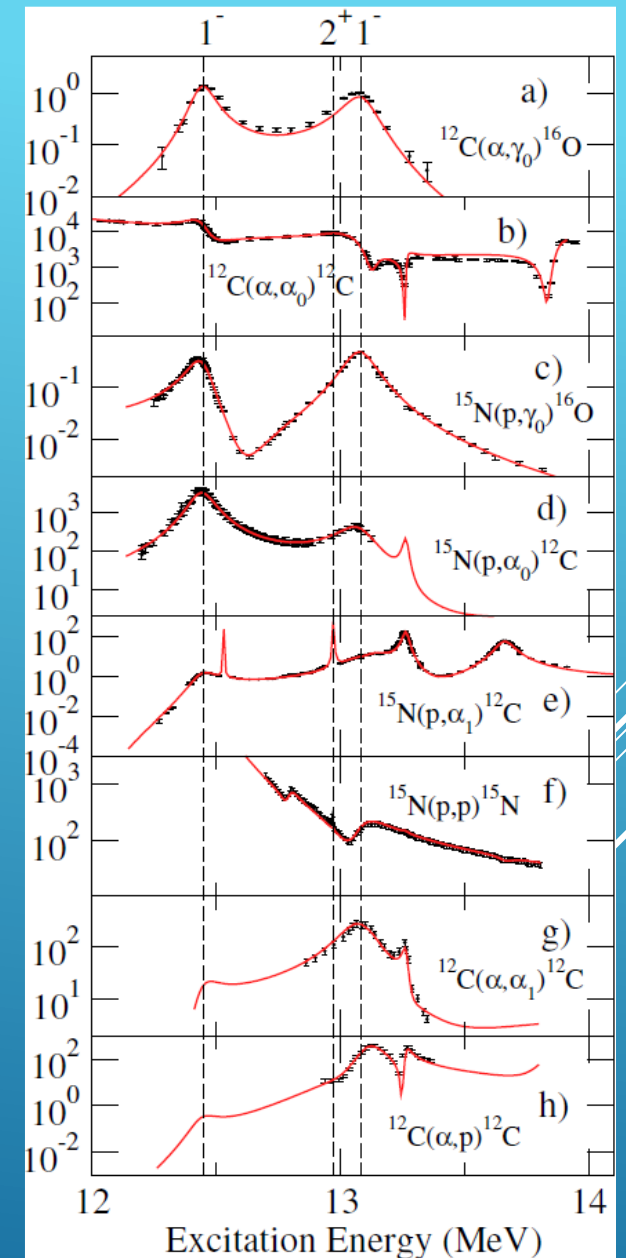 1⁻ 2⁺ 1⁻
10⁰
a)
10⁻¹
¹²C(α,γ₀)¹⁶O
10⁻²
10⁴
b)
10³
¹²C(α,α₀)¹²C
10²
c)
10⁻¹
¹⁵N(p,γ₀)¹⁶O
10⁻²
d)
10³
10²
¹⁵N(p,α₀)¹²C
10¹
10²
10⁰
¹⁵N(p,α₁)¹²C
e)
10⁻²
10⁻⁴
10³
¹⁵N(p,p)¹⁵N
f)
10²
g)
10²
¹²C(α,α₁)¹²C
10¹
10²
h)
10⁰
¹²C(α,p)¹²C
10⁻²
12 13 14
Excitation Energy (MeV)